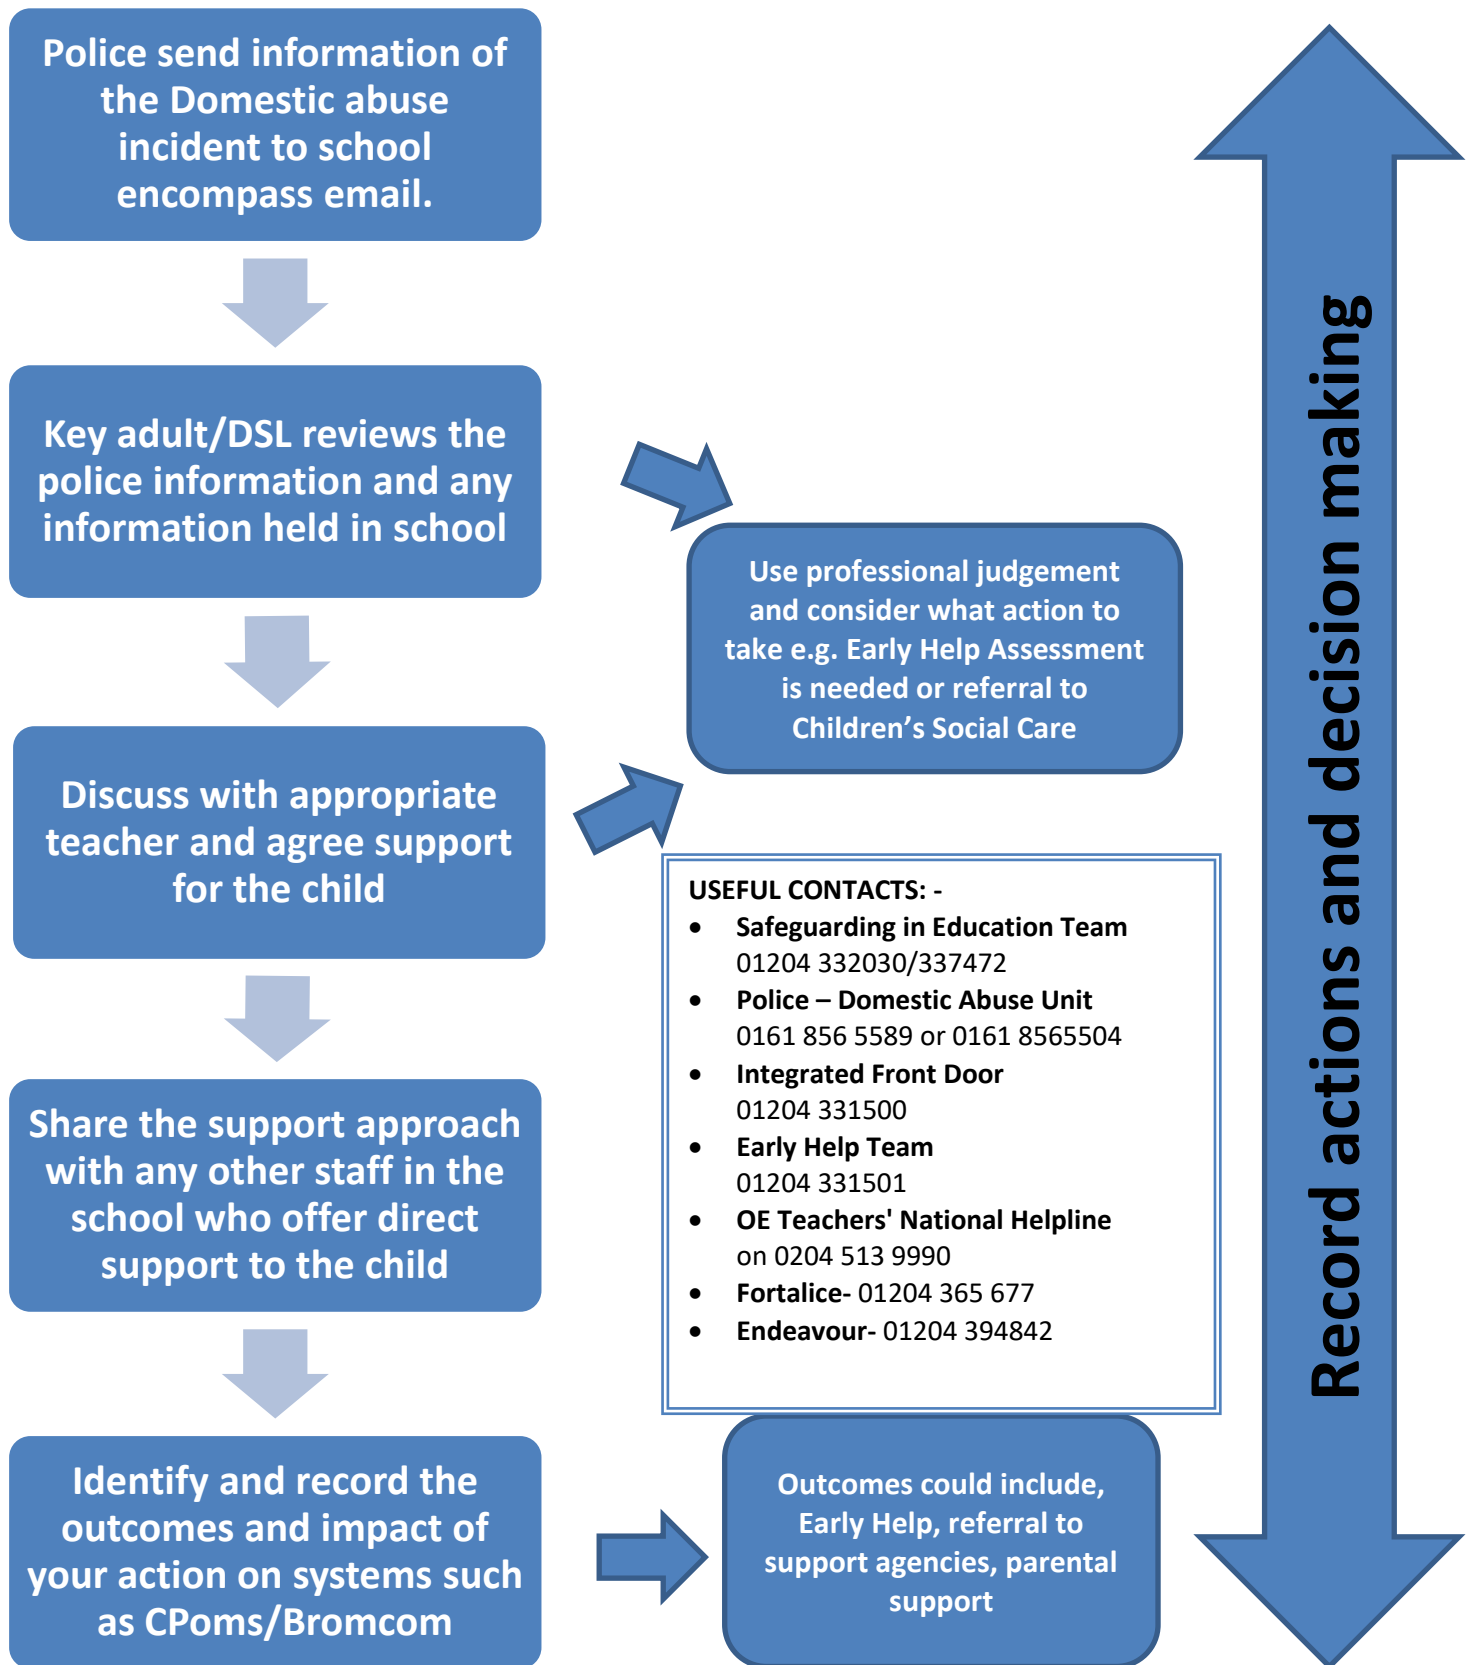 Police send information of
the Domestic abuse
incident to school
encompass email.
Key adult/DSL reviews the
police information and any
information held in school
Use professional judgement
and consider what action to
take e.g. Early Help Assessment
is needed or referral to
Children’s Social Care
Discuss with appropriate
teacher and agree support
for the child
USEFUL CONTACTS: -
• Safeguarding in Education Team
01204 332030/337472
• Police – Domestic Abuse Unit
0161 856 5589 or 0161 8565504
• Integrated Front Door
01204 331500
• Early Help Team
01204 331501
• OE Teachers' National Helpline
on 0204 513 9990
• Fortalice- 01204 365 677
• Endeavour- 01204 394842
Share the support approach
with any other staff in the
school who offer direct
support to the child
Identify and record the
outcomes and impact of
your action on systems such
as CPoms/Bromcom
Outcomes could include,
Early Help, referral to
support agencies, parental
support
Record actions and decision making